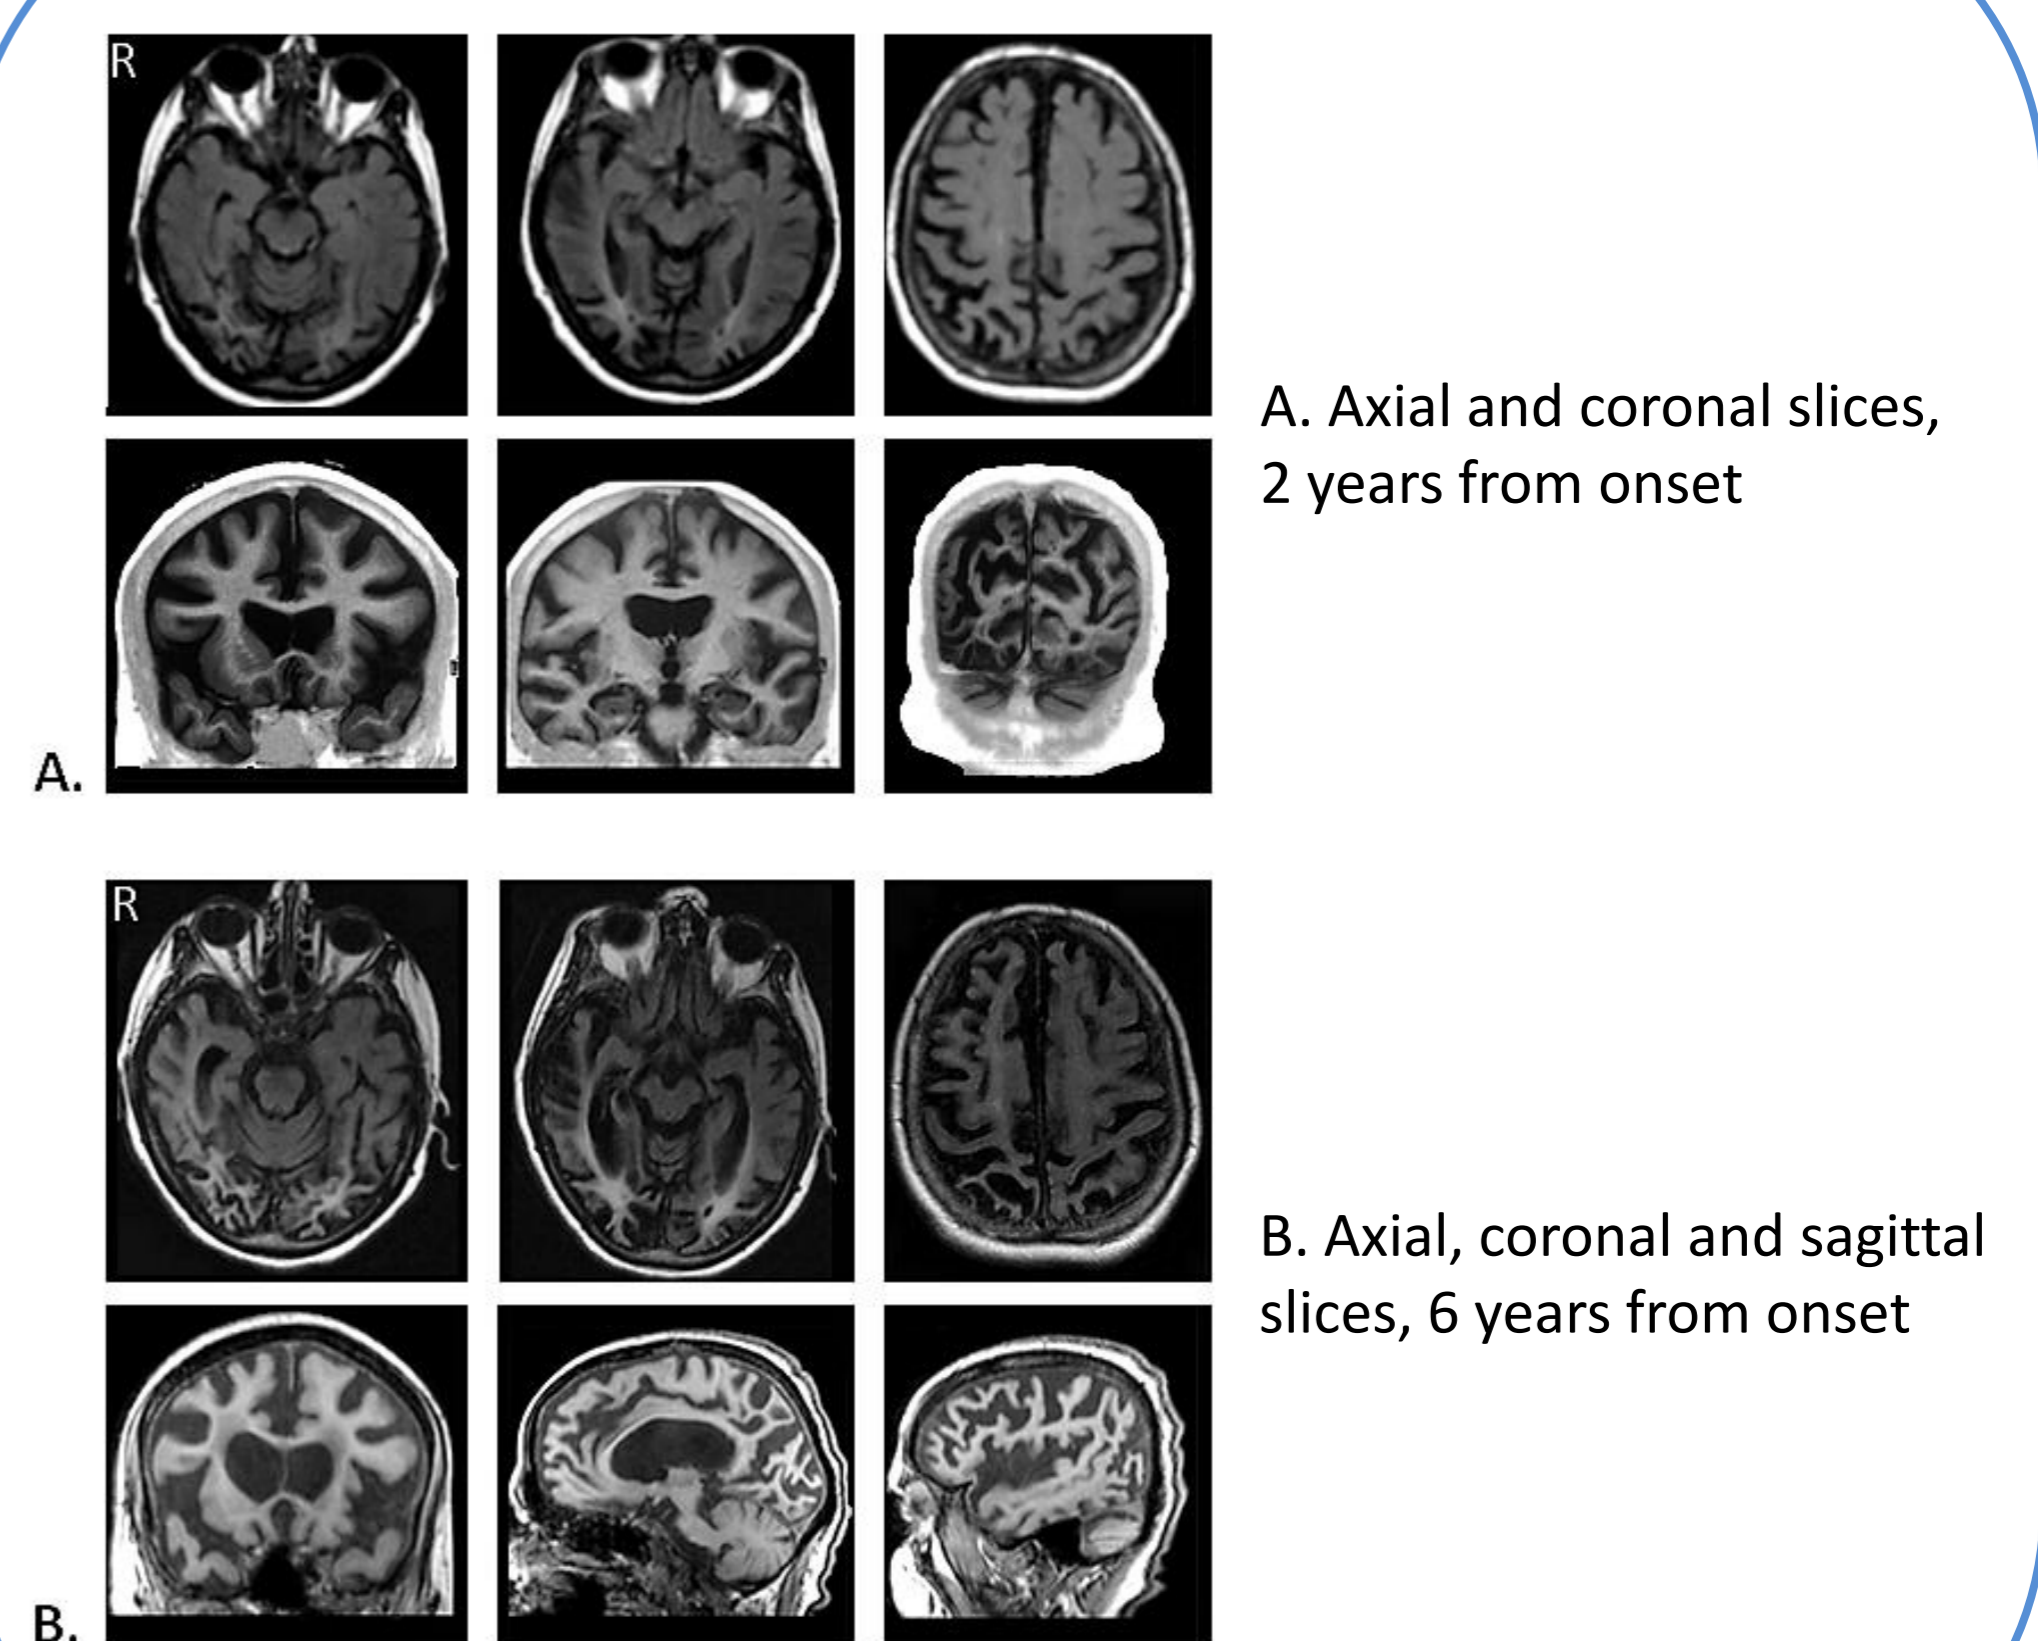 R
A. Axial and coronal slices,
2 years from onset
A.
R
B. Axial, coronal and sagittal
slices, 6 years from onset
B.